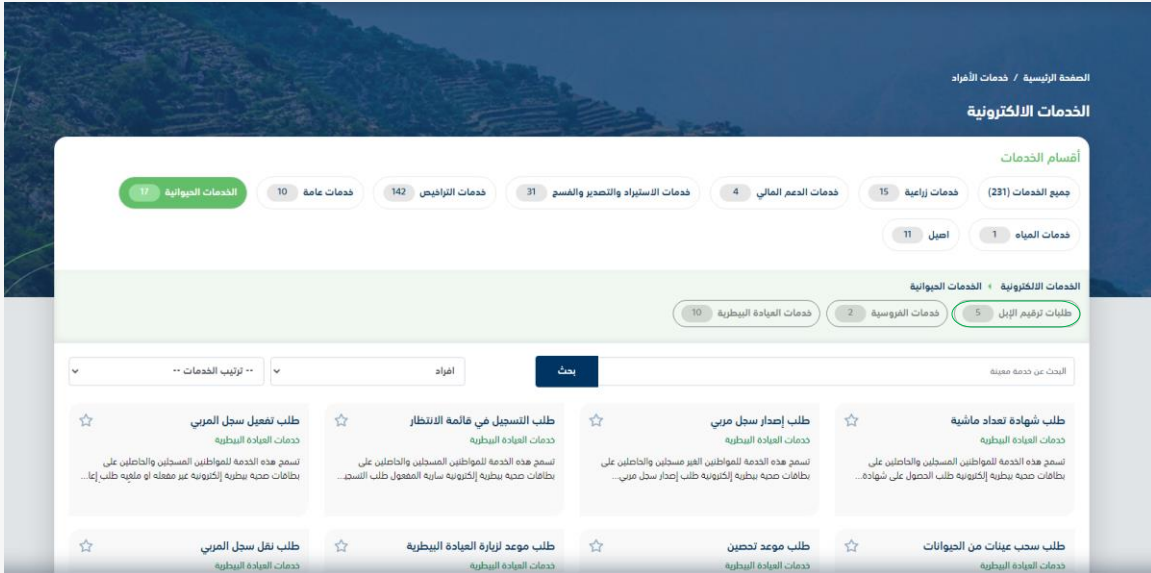 الصفحة الرئيسية / خدمات الأفراد
الخدمات الالكترونية
أقسام الخدمات
جميع الخدمات (231) خدمات زراعية 15 خدمات الدعم المالي 4 خدمات الاستيراد والتصدير والفسح 31 خدمات التراخيص 142 خدمات عامة 10 الخدمات الحيوانية 17
خدمات المياه 1 اصيل 11
الخدمات الالكترونية الخدمات الحيوانية
طلبات ترقيم الإبل 5 خدمات الفروسية 2 خدمات العيادة البيطرية 10
البحث عن خدمة معينة بحث افراد -- ترتيب الخدمات --
طلب شهادة تعداد ماشية طلب إصدار سجل مربي طلب التسجيل في قائمة الانتظار طلب تفعيل سجل المربي
خدمات العيادة البيطرية خدمات العيادة البيطرية خدمات العيادة البيطرية خدمات العيادة البيطرية
تسمح هذه الخدمة للمواطنين المسجلين والحاصلين على تسمح هذه الخدمة للمواطنين الغير مسجلين والحاصلين على تسمح هذه الخدمة للمواطنين المسجلين والحاصلين على تسمح هذه الخدمة للمواطنين المسجلين والحاصلين على
بطاقات صحية بيطرية إلكترونية طلب الحصول على شهادة... بطاقات صحية بيطرية إلكترونية طلب إصدار سجل مربي... بطاقات صحية بيطرية إلكترونية سارية المفعول طلب التسجيـ... بطاقات صحية بيطرية إلكترونية غير مفعله او ملغيه طلب إعا...
طلب سحب عينات من الحيوانات طلب موعد تحصين طلب موعد لزيارة العيادة البيطرية طلب نقل سجل المربي
خدمات العيادة البيطرية خدمات العيادة البيطرية خدمات العيادة البيطرية خدمات العيادة البيطرية